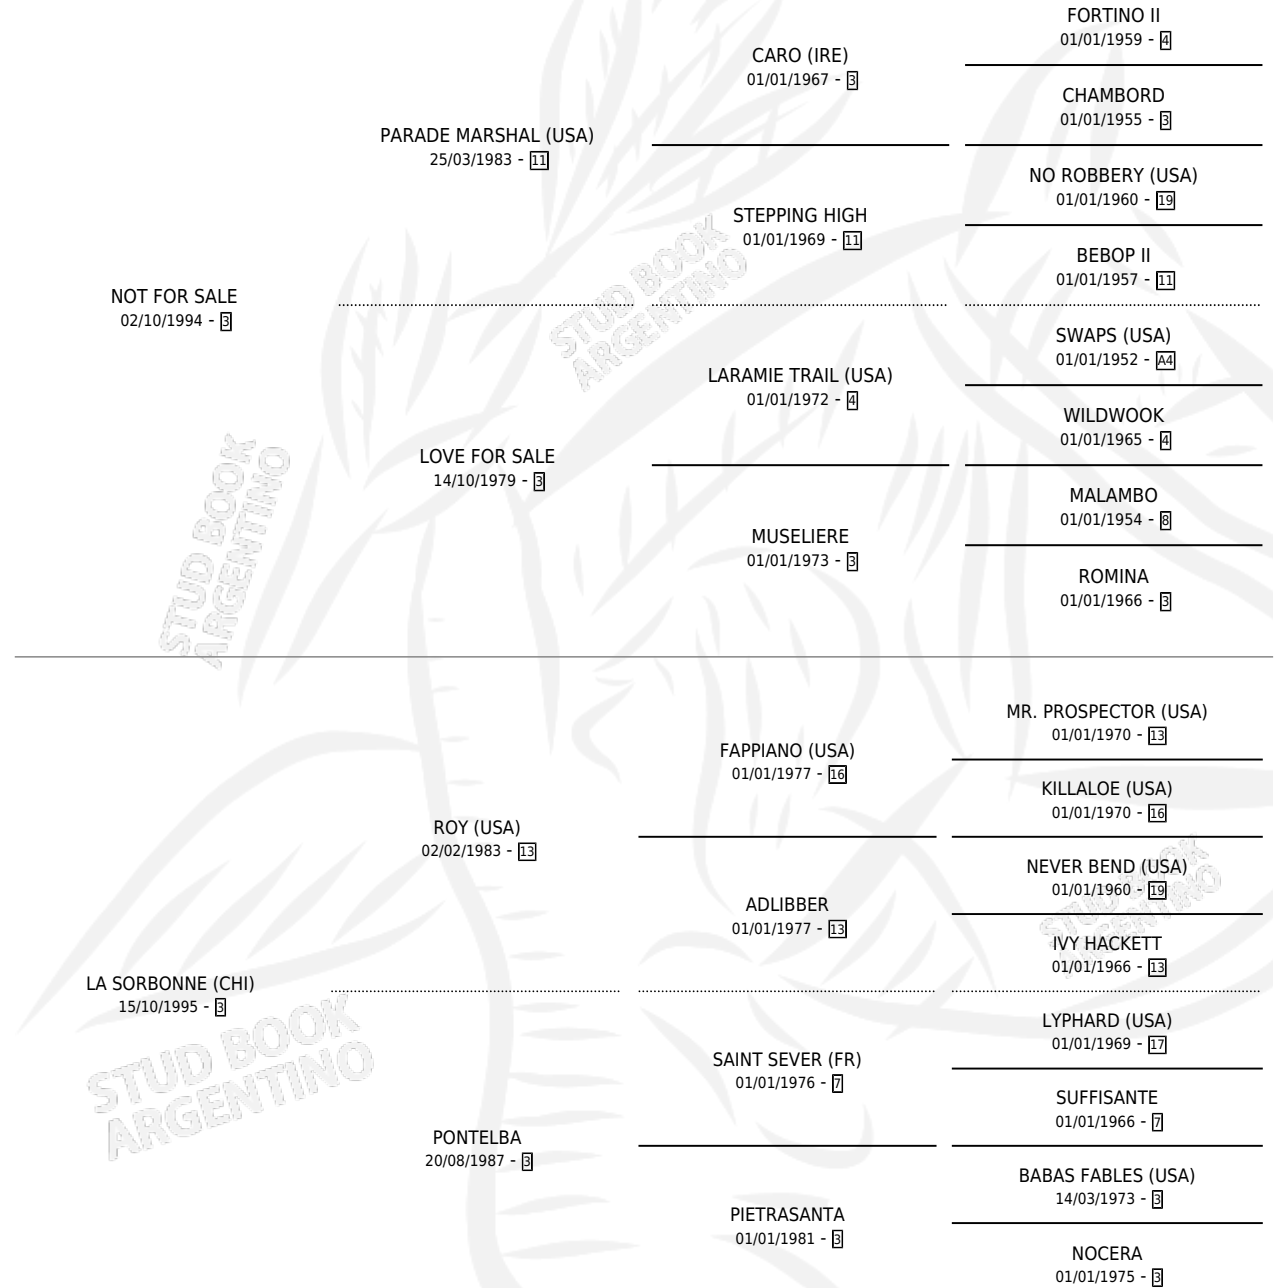 FORTINO II
01/01/1959 - 4
CARO (IRE)
01/01/1967 - 3
CHAMBORD
01/01/1955 - 3
PARADE MARSHAL (USA)
25/03/1983 - 11
NO ROBBERY (USA)
01/01/1960 - 19
STEPPING HIGH
01/01/1969 - 11
BEBOP II
01/01/1957 - 11
NOT FOR SALE
02/10/1994 - 3
SWAPS (USA)
01/01/1952 - A4
LARAMIE TRAIL (USA)
01/01/1972 - 4
WILDWOOK
01/01/1965 - 4
LOVE FOR SALE
14/10/1979 - 3
MALAMBO
01/01/1954 - 8
MUSELIERE
01/01/1973 - 3
ROMINA
01/01/1966 - 3
MR. PROSPECTOR (USA)
01/01/1970 - 13
FAPPIANO (USA)
01/01/1977 - 16
KILLALOE (USA)
01/01/1970 - 16
ROY (USA)
02/02/1983 - 13
NEVER BEND (USA)
01/01/1960 - 19
ADLIBBER
01/01/1977 - 13
IVY HACKETT
01/01/1966 - 13
LA SORBONNE (CHI)
15/10/1995 - 3
LYPHARD (USA)
01/01/1969 - 17
SAINT SEVER (FR)
01/01/1976 - 7
SUFFISANTE
01/01/1966 - 7
PONTELBA
20/08/1987 - 3
BABAS FABLES (USA)
14/03/1973 - 3
PIETRASANTA
01/01/1981 - 3
NOCERA
01/01/1975 - 3
STUD BOOK
ARGENTINO
STUD BOOK
ARGENTINO
STUD BOOK
ARGENTINO
STUD BOOK
ARGENTINO